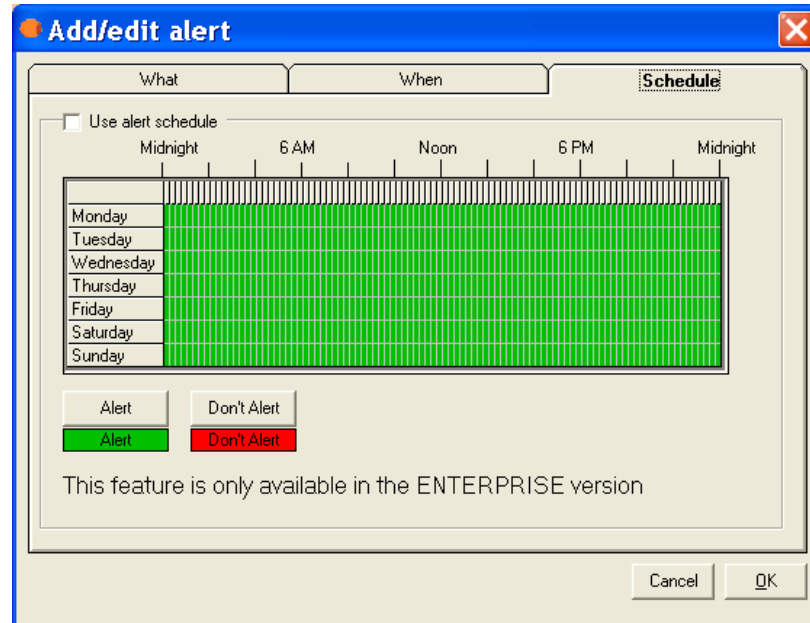 Add/edit alert
What When Schedule
Use alert schedule
Midnight 6 AM Noon 6 PM Midnight
Monday
Tuesday
Wednesday
Thursday
Friday
Saturday
Sunday
Alert Don't Alert
Alert Don't Alert
This feature is only available in the ENTERPRISE version
Cancel OK